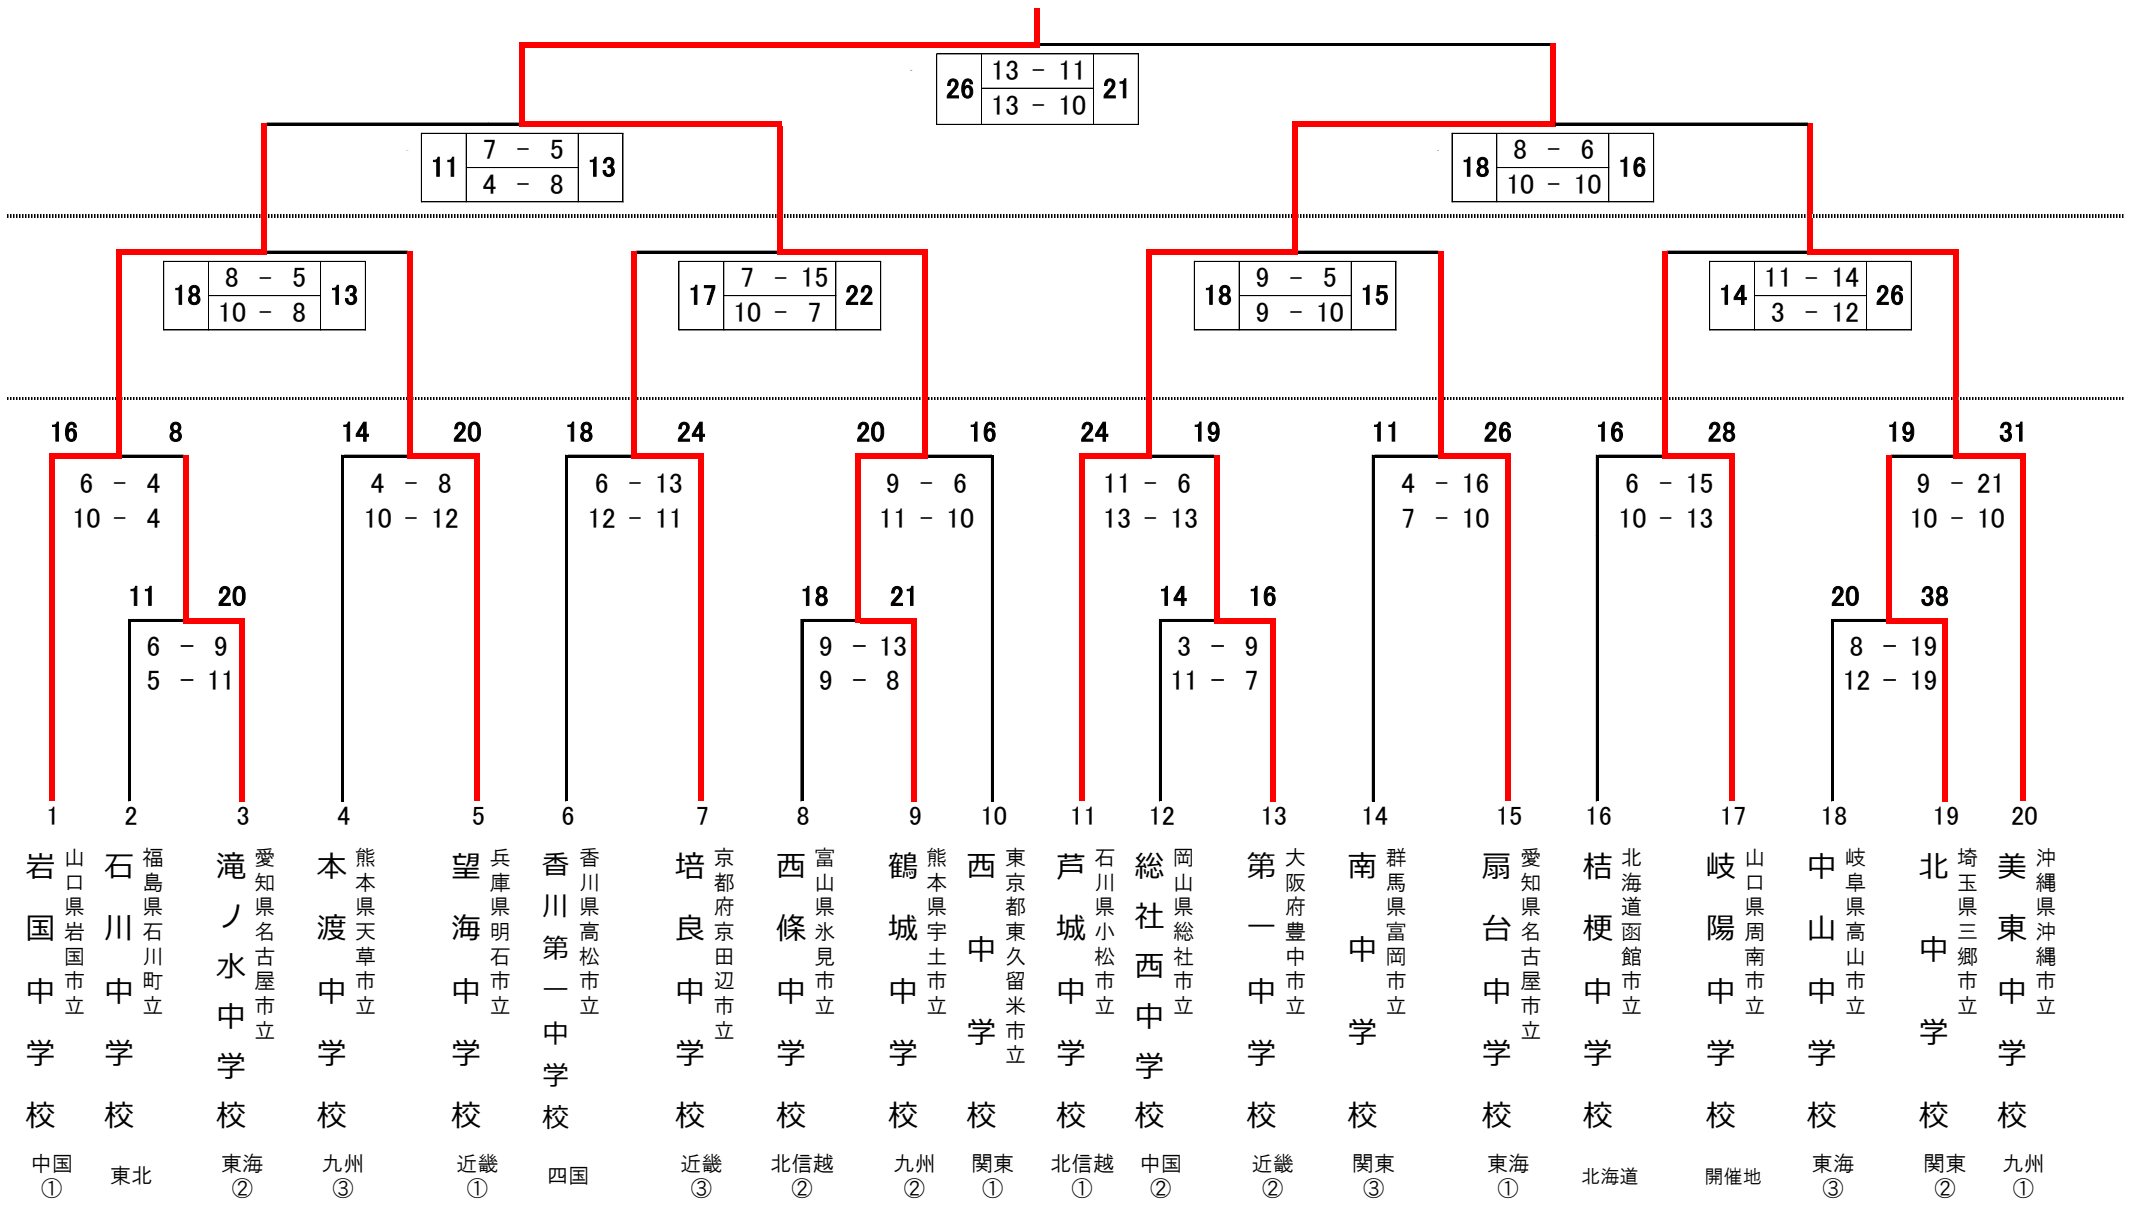 13 - 11
26 21
13 - 10
7 - 5
11 13
4 - 8
8 - 6
18 16
10 - 10
8 - 5
18 13
10 - 8
7 - 15
17 22
10 - 7
9 - 5
18 15
9 - 10
11 - 14
14 26
3 - 12
16 8 14 20 18 24 20 16 24 19 11 26 16 28 19 31
6 - 4 4 - 8 6 - 13 9 - 6 11 - 6 4 - 16 6 - 15 9 - 21
10 - 4 10 - 12 12 - 11 11 - 10 13 - 13 7 - 10 10 - 13 10 - 10
11 20 18 21 14 16 20 38
6 - 9 9 - 13 3 - 9 8 - 19
5 - 11 9 - 8 11 - 7 12 - 19
1 2 3 4 5 6 7 8 9 10 11 12 13 14 15 16 17 18 19 20
山口県岩国市立
岩国中学校
福島県石川町立
石川中学校
愛知県名古屋市立
滝ノ水中学校
熊本県天草市立
本渡中学校
兵庫県明石市立
望海中学校
香川県高松市立
香川第一中学校
京都府京田辺市立
培良中学校
富山県氷見市立
西條中学校
熊本県宇土市立
鶴城中学校
東京都東久留米市立
西中学校
石川県小松市立
芦城中学校
岡山県総社市立
総社西中学校
大阪府豊中市立
第一中学校
群馬県富岡市立
南中学校
愛知県名古屋市立
扇台中学校
北海道函館市立
桔梗中学校
山口県周南市立
岐陽中学校
岐阜県高山市立
中山中学校
埼玉県三郷市立
北中学校
沖縄県沖縄市立
美東中学校
中国①
東北
東海②
九州③
近畿①
四国
近畿③
北信越②
九州②
関東①
北信越①
中国②
近畿②
関東③
東海①
北海道
開催地
東海③
関東②
九州①